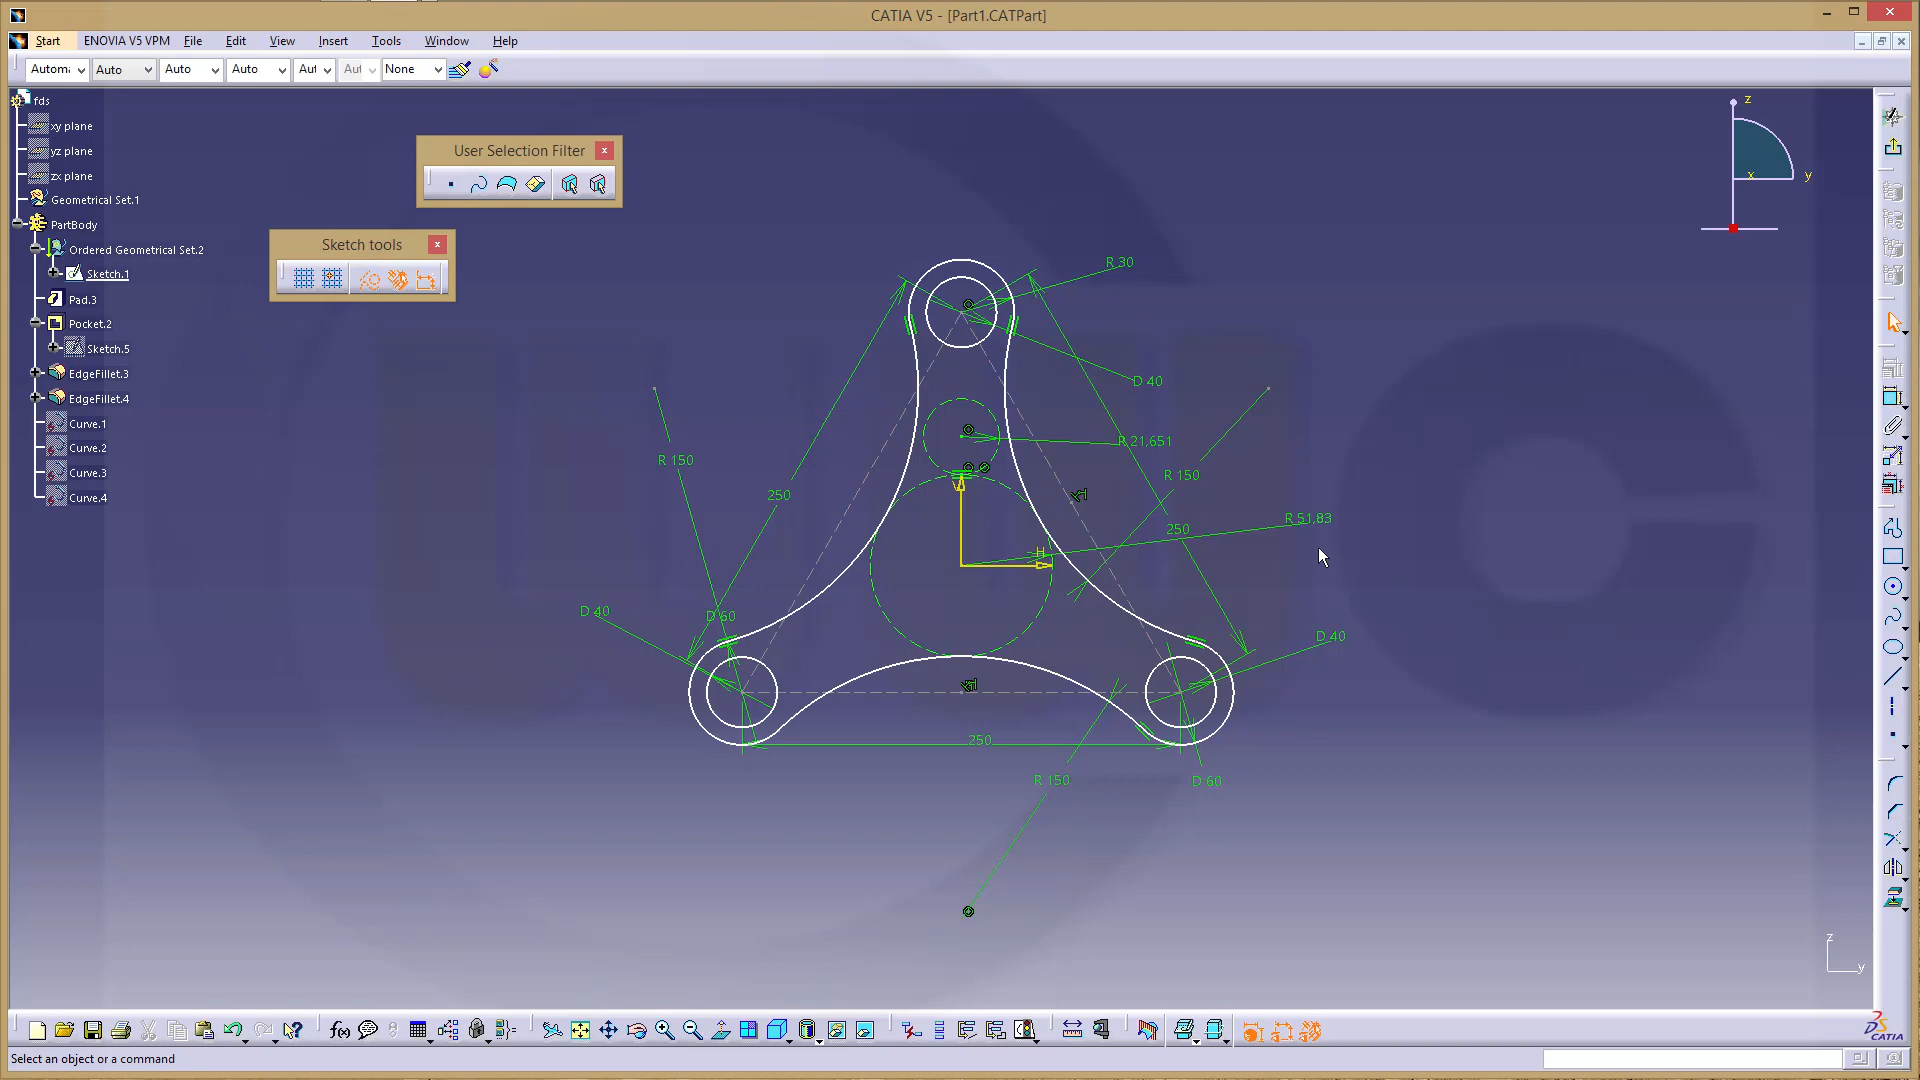 CATIA V5 - [Part1.CATPart]
Start ENOVIA V5 VPM File Edit View Insert Tools Window Help
Automa Auto Auto Auto Aut Aut None
fds
xy plane
yz plane
zx plane
Geometrical Set.1
PartBody
Ordered Geometrical Set.2
Sketch.1
Pad.3
Pocket.2
Sketch.5
EdgeFillet.3
EdgeFillet.4
Curve.1
Curve.2
Curve.3
Curve.4
User Selection Filter
Sketch tools
z
x
y
R 30
D 40
R 21,651
R 150
R 150
250
R 51,83
250
V
H
D 40
D 60
D 40
250
R 150
D 60
z
y
f(x)
CATIA
Select an object or a command